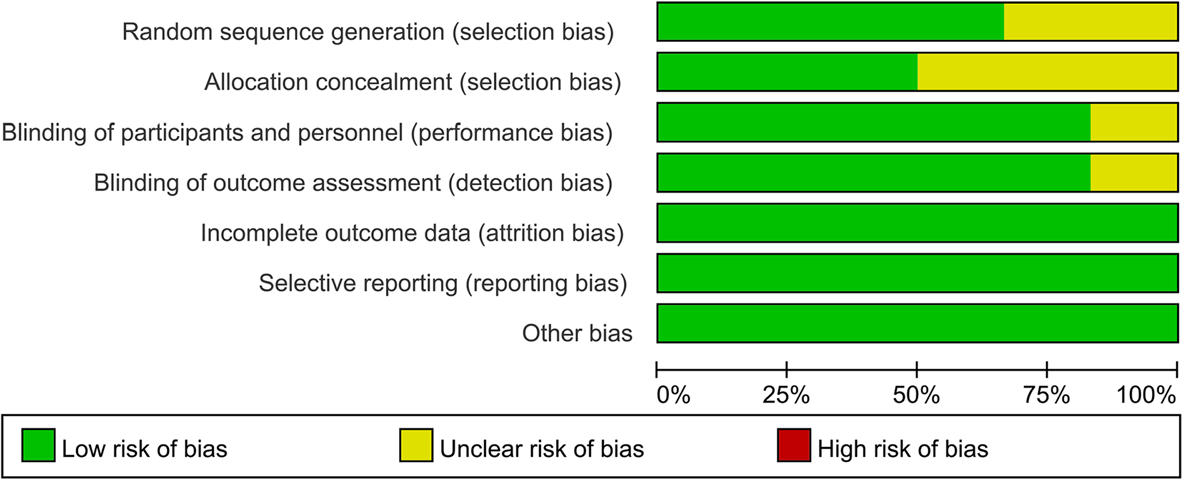 Random sequence generation (selection bias)
Allocation concealment (selection bias)
Blinding of participants and personnel (performance bias)
Blinding of outcome assessment (detection bias)
Incomplete outcome data (attrition bias)
Selective reporting (reporting bias)
Other bias
0% 25% 50% 75% 100%
Low risk of bias Unclear risk of bias High risk of bias